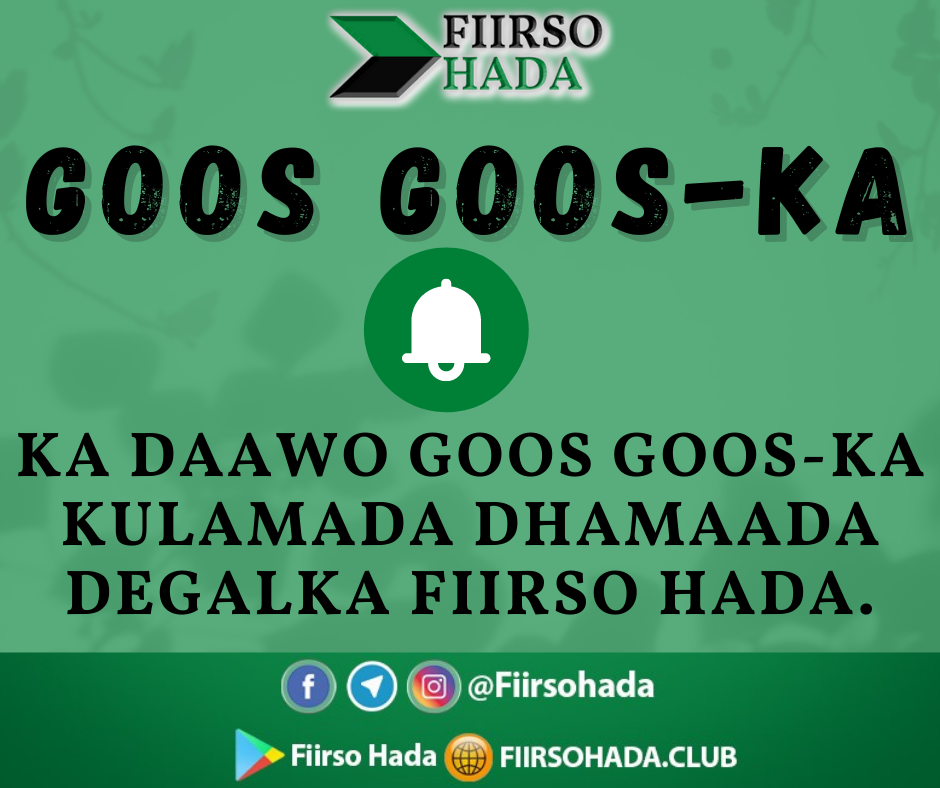 FIIRSO
HADA
GOOS GOOS-KA
KA DAAWO GOOS GOOS-KA
KULAMADA DHAMAADA
DEGALKA FIIRSO HADA.
@Fiirsohada
Fiirso Hada FIIRSOHADA.CLUB